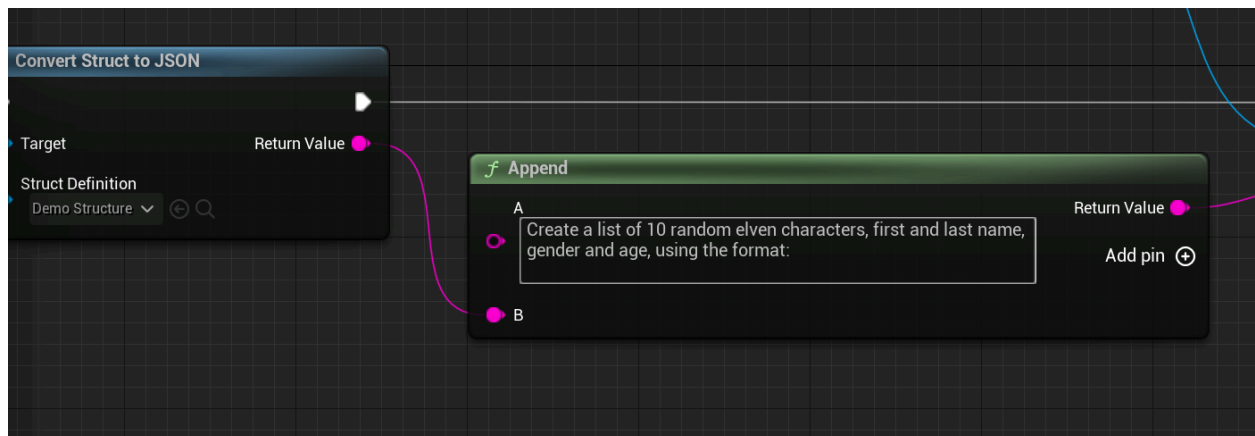 Convert Struct to JSON
Target
Return Value
Struct Definition
Demo Structure
f Append
A
Create a list of 10 random elven characters, first and last name,
gender and age, using the format:
Return Value
Add pin
B